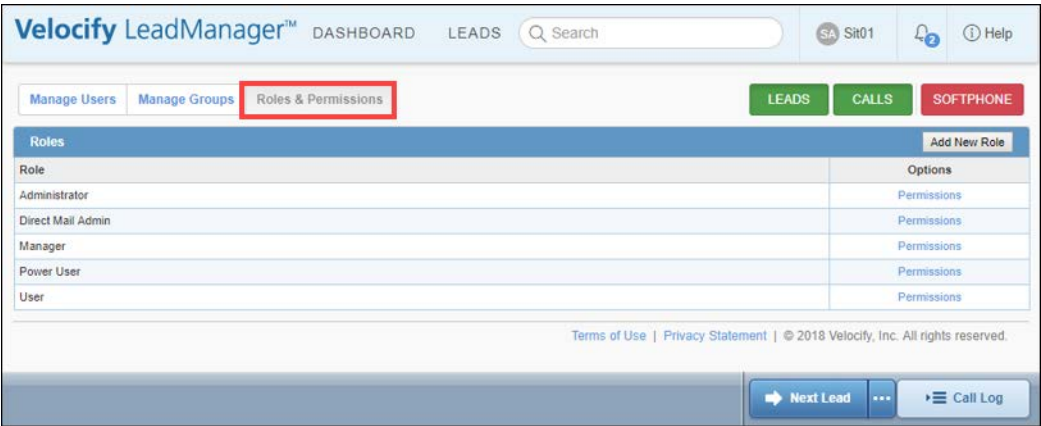 Velocify LeadManager™ DASHBOARD LEADS Search SA Sit01 2 Help
Manage Users Manage Groups Roles & Permissions LEADS CALLS SOFTPHONE
Roles Add New Role
Role Options
Administrator Permissions
Direct Mail Admin Permissions
Manager Permissions
Power User Permissions
User Permissions
Terms of Use | Privacy Statement | © 2018 Velocify, Inc. All rights reserved.
Next Lead ... Call Log